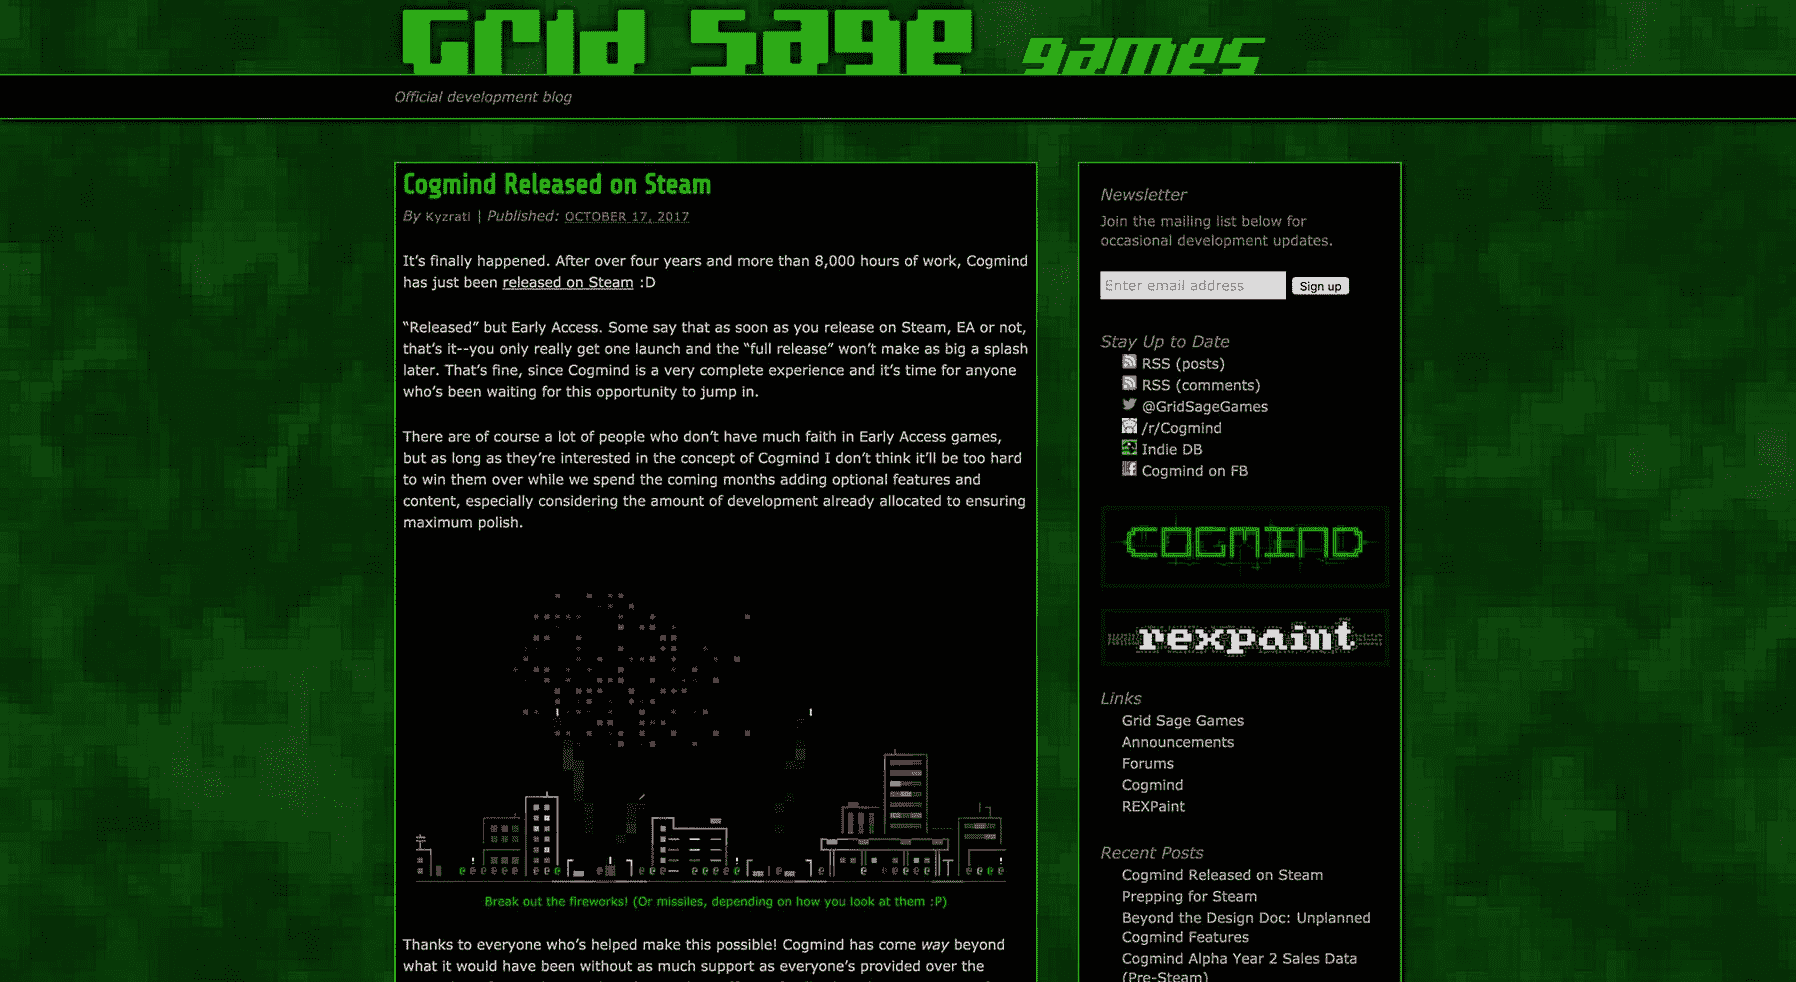 Grid Sage games
Official development blog
Cogmind Released on Steam
By Kyzrati | Published: OCTOBER 17, 2017
It's finally happened. After over four years and more than 8,000 hours of work, Cogmind
has just been released on Steam :D
“Released” but Early Access. Some say that as soon as you release on Steam, EA or not,
that's it--you only really get one launch and the “full release” won't make as big a splash
later. That's fine, since Cogmind is a very complete experience and it's time for anyone
who's been waiting for this opportunity to jump in.
There are of course a lot of people who don't have much faith in Early Access games,
but as long as they're interested in the concept of Cogmind I don't think it'll be too hard
to win them over while we spend the coming months adding optional features and
content, especially considering the amount of development already allocated to ensuring
maximum polish.
Break out the fireworks! (Or missiles, depending on how you look at them :P)
Thanks to everyone who's helped make this possible! Cogmind has come way beyond
what it would have been without as much support as everyone's provided over the
Newsletter
Join the mailing list below for
occasional development updates.
Enter email address
Sign up
Stay Up to Date
RSS (posts)
RSS (comments)
@GridSageGames
/r/Cogmind
Indie DB
Cogmind on FB
COGMIND
rexpaint
Links
Grid Sage Games
Announcements
Forums
Cogmind
REXPaint
Recent Posts
Cogmind Released on Steam
Prepping for Steam
Beyond the Design Doc: Unplanned
Cogmind Features
Cogmind Alpha Year 2 Sales Data
(Pre-Steam)